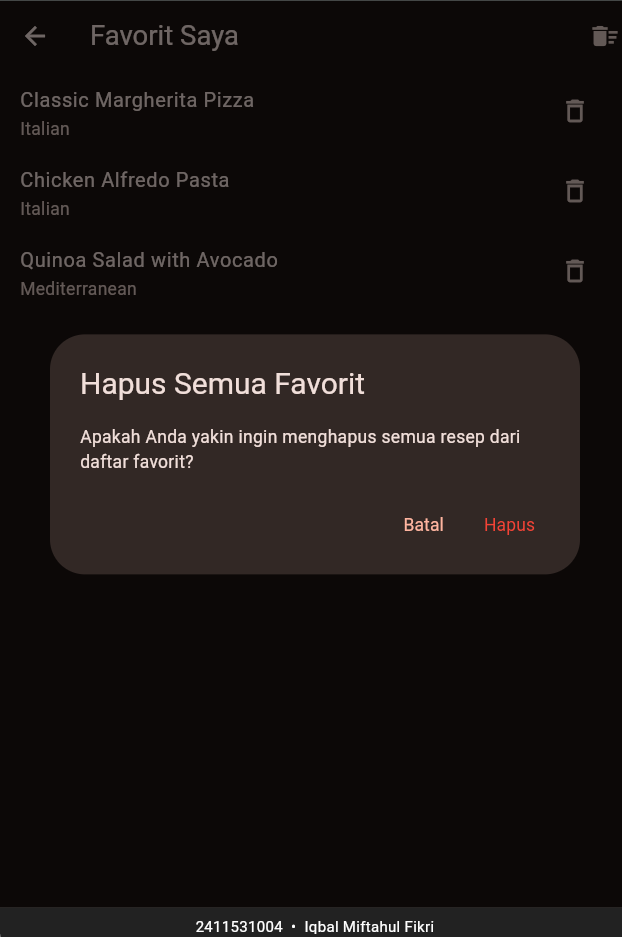 Favorit Saya
Classic Margherita Pizza
Italian
Chicken Alfredo Pasta
Italian
Quinoa Salad with Avocado
Mediterranean
Hapus Semua Favorit
Apakah Anda yakin ingin menghapus semua resep dari
daftar favorit?
Batal Hapus
2411531004 • Iqbal Miftahul Fikri